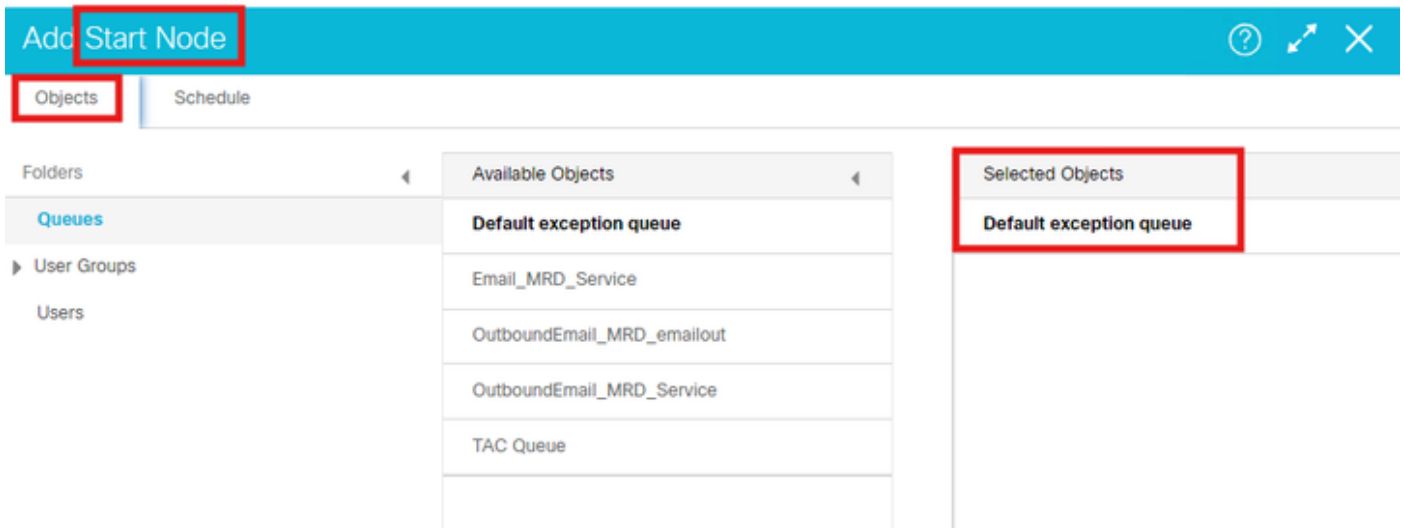 Add Start Node
Objects
Schedule
Folders
Queues
User Groups
Users
Available Objects
Default exception queue
Email_MRD_Service
OutboundEmail_MRD_emailout
OutboundEmail_MRD_Service
TAC Queue
Selected Objects
Default exception queue